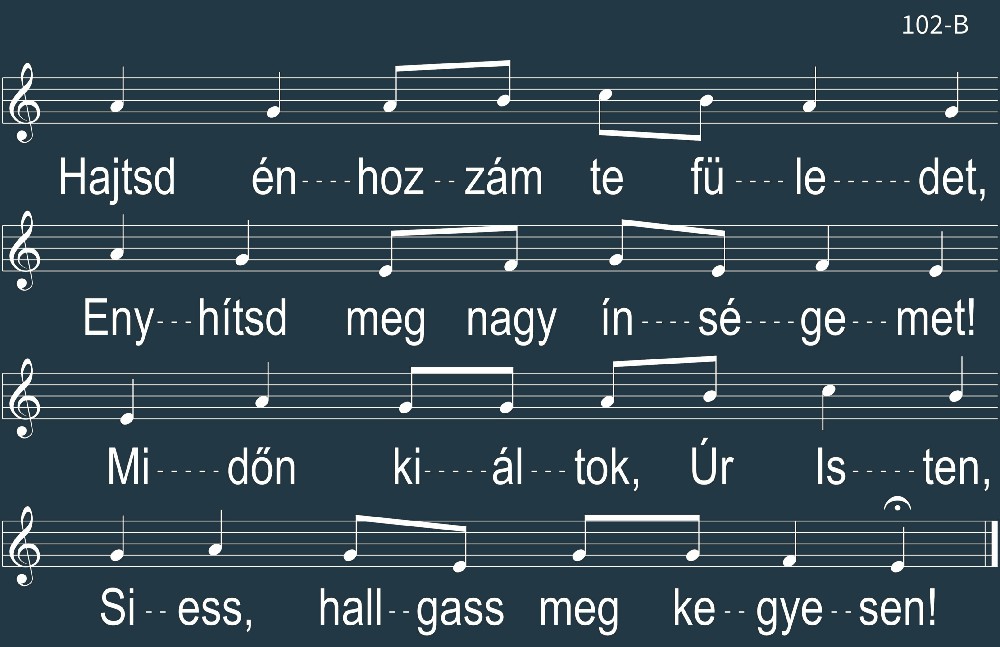 102-B
Hajtsd én----hoz--zám te fü----le------det,
Eny---hítsd meg nagy ín----sé----ge---met!
Mi-----dőn ki-----ál---tok, Úr Is-----ten,
Si--ess, hall--gass meg ke--gye--sen!